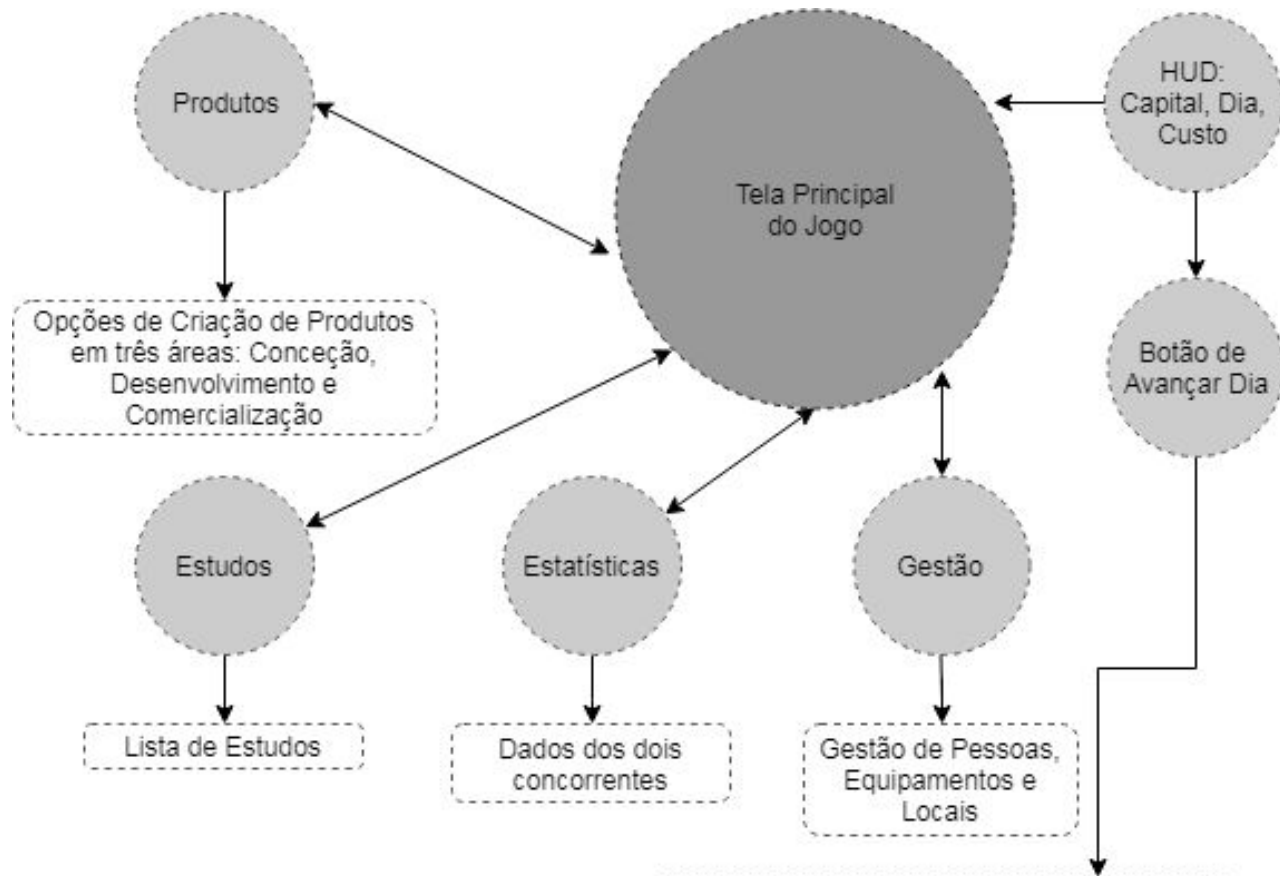 Produtos
Tela Principal
do Jogo
HUD:
Capital, Dia,
Custo
Opções de Criação de Produtos
em três áreas: Conceção,
Desenvolvimento e
Comercialização
Botão de
Avançar Dia
Estudos
Estatísticas
Gestão
Lista de Estudos
Dados dos dois
concorrentes
Gestão de Pessoas,
Equipamentos e
Locais